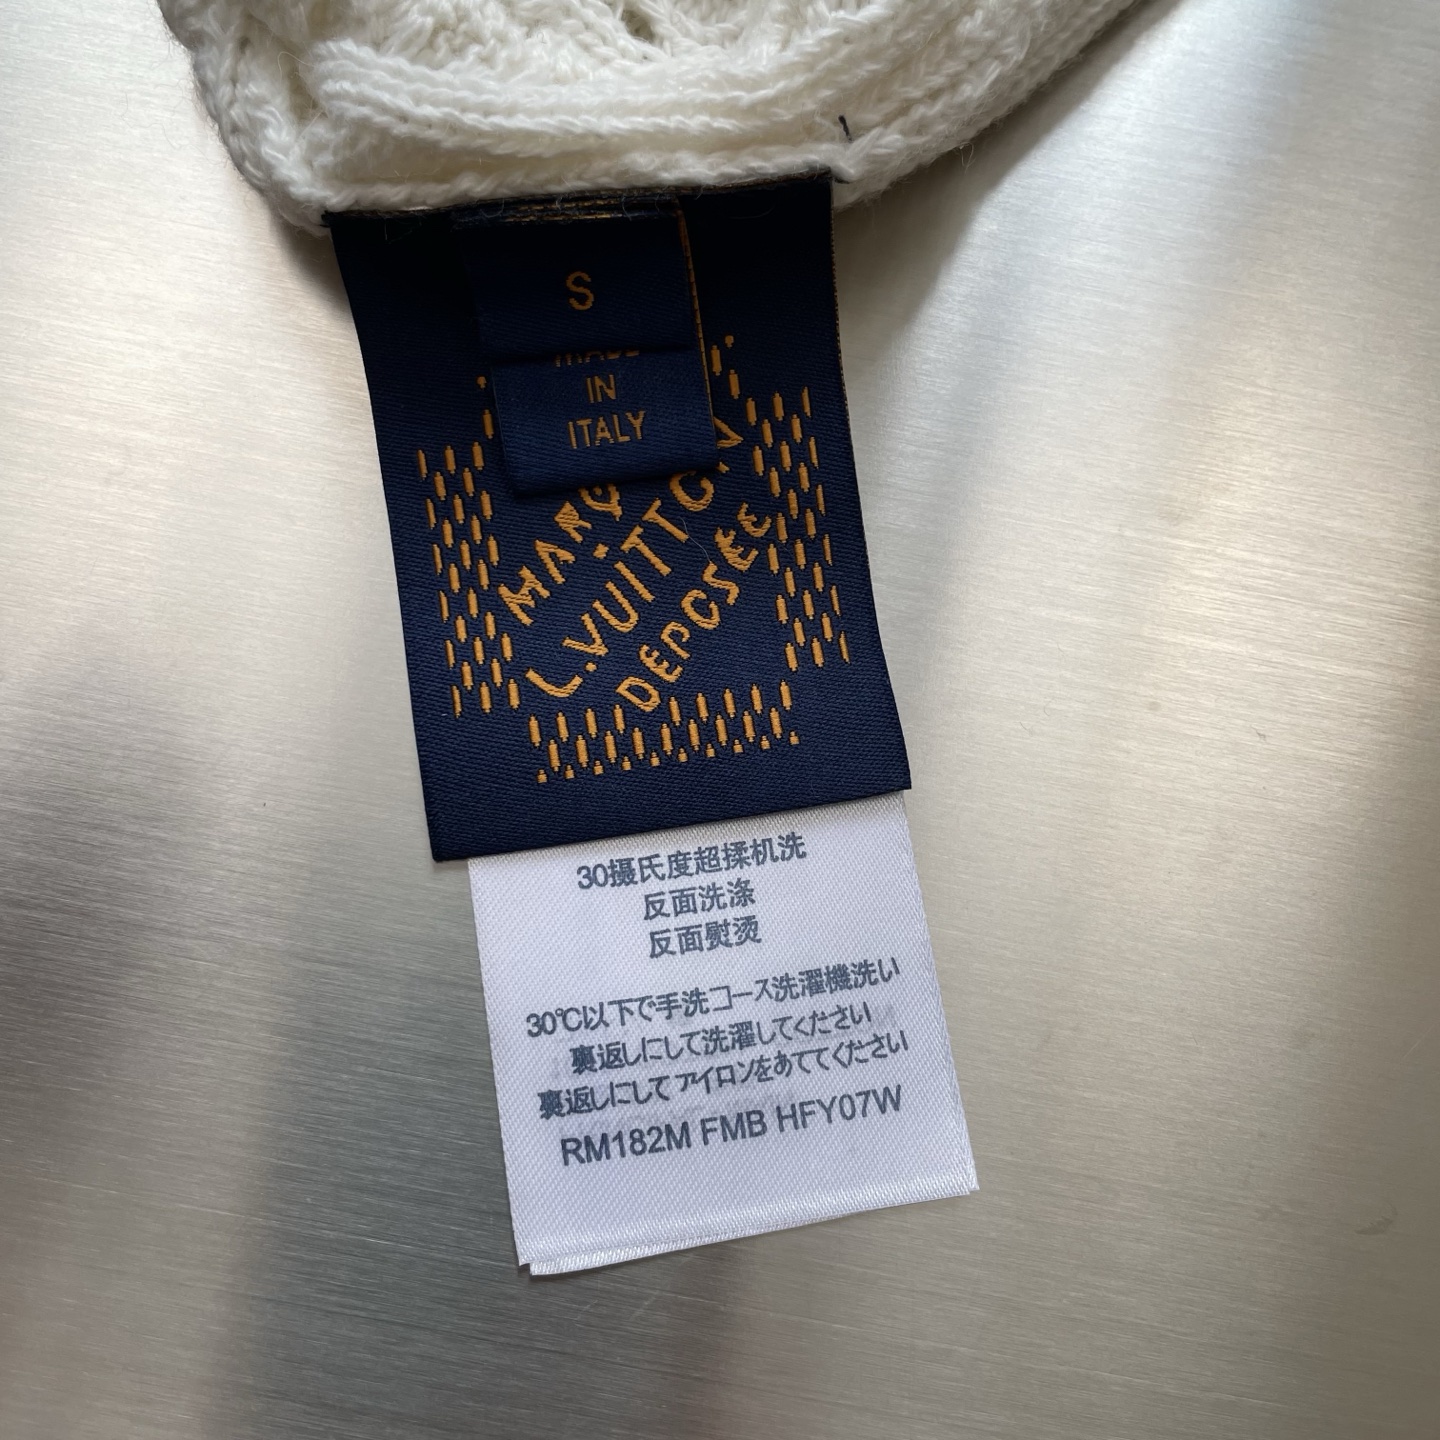 S
MADE
IN
ITALY
L.VUITTON
DEPOSÉE
30摄氏度超揉机洗
反面洗涤
反面熨烫
30℃以下で手洗コース洗濯機洗い
裏返しにして洗濯してください
裏返しにしてアイロンをあててください
RM182M FMB HFY07W